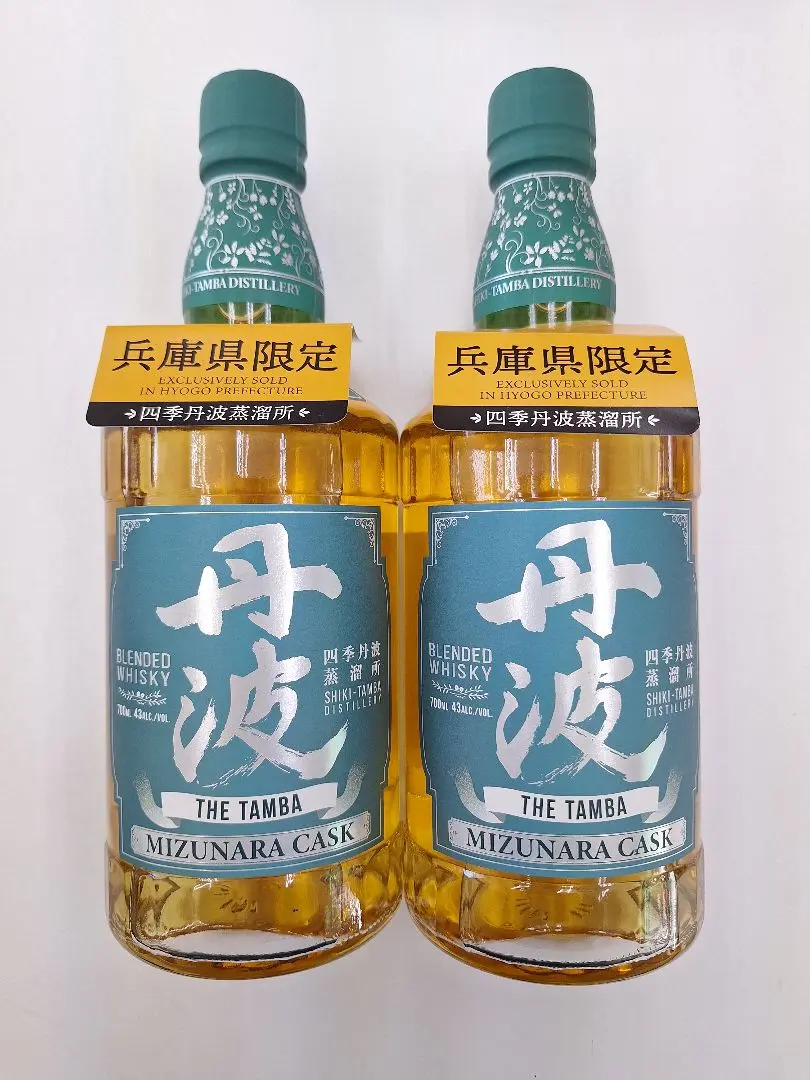 KI-TAMBA DISTILLERY
兵庫県限定
EXCLUSIVELY SOLD
IN HYOGO PREFECTURE
四季丹波蒸溜所
丹波
BLENDED
WHISKY
700ML 43ALC./VOL.
四季丹波
蒸溜所
SHIKI-TAMBA
DISTILLERY
THE TAMBA
MIZUNARA CASK
HIKI-TAMBA DISTILLERY
兵庫県限定
EXCLUSIVELY SOLD
IN HYOGO PREFECTURE
四季丹波蒸溜所
丹波
BLENDED
WHISKY
700ML 43ALC./VOL.
四季丹波
蒸溜所
SHIKI-TAMBA
DISTILLERY
THE TAMBA
MIZUNARA CASK